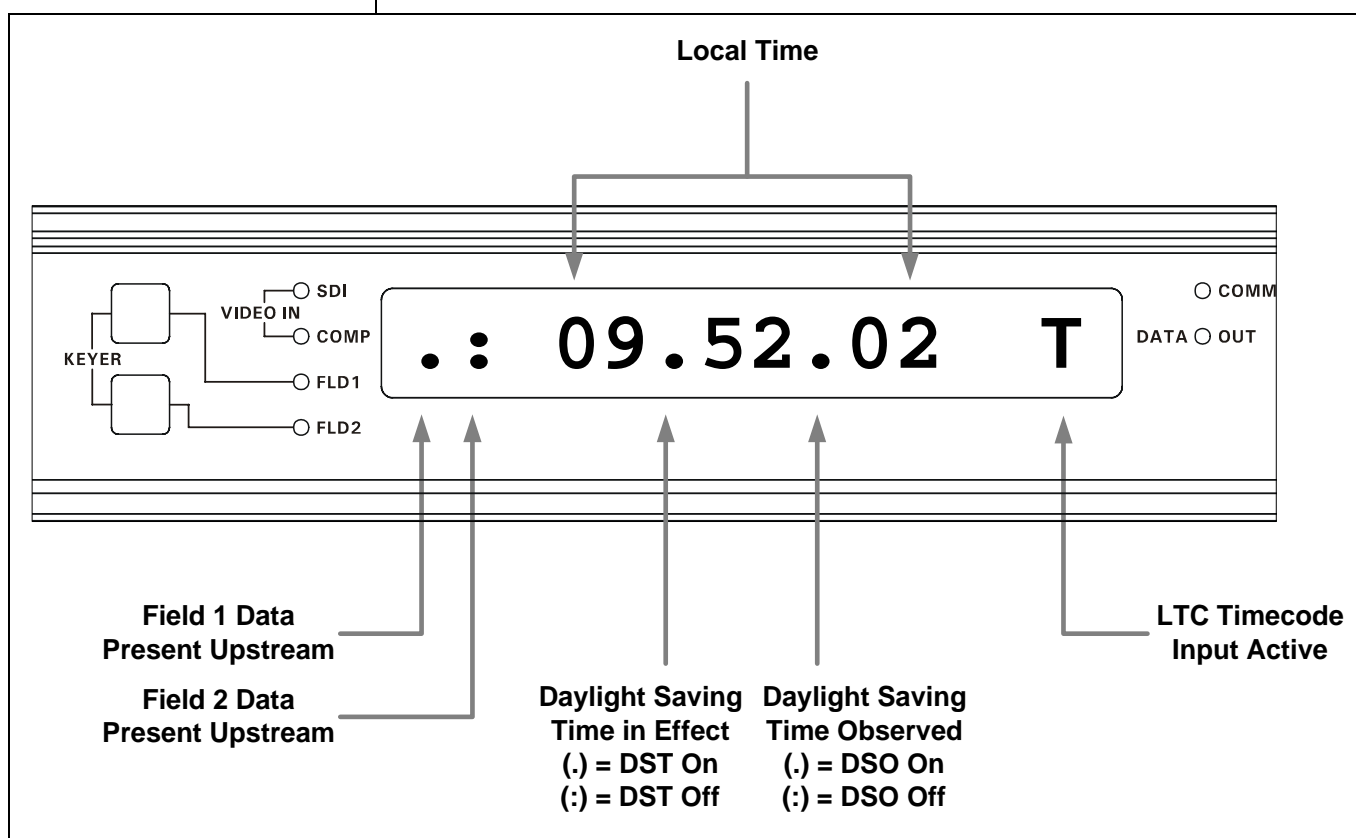 Local Time
SDI
VIDEO IN
COMP
KEYER
FLD1
FLD2
.: 09.52.02 T
COMM
DATA OUT
Field 1 Data
Present Upstream
Field 2 Data
Present Upstream
Daylight Saving
Time in Effect
(.) = DST On
(:) = DST Off
Daylight Saving
Time Observed
(.) = DSO On
(:) = DSO Off
LTC Timecode
Input Active